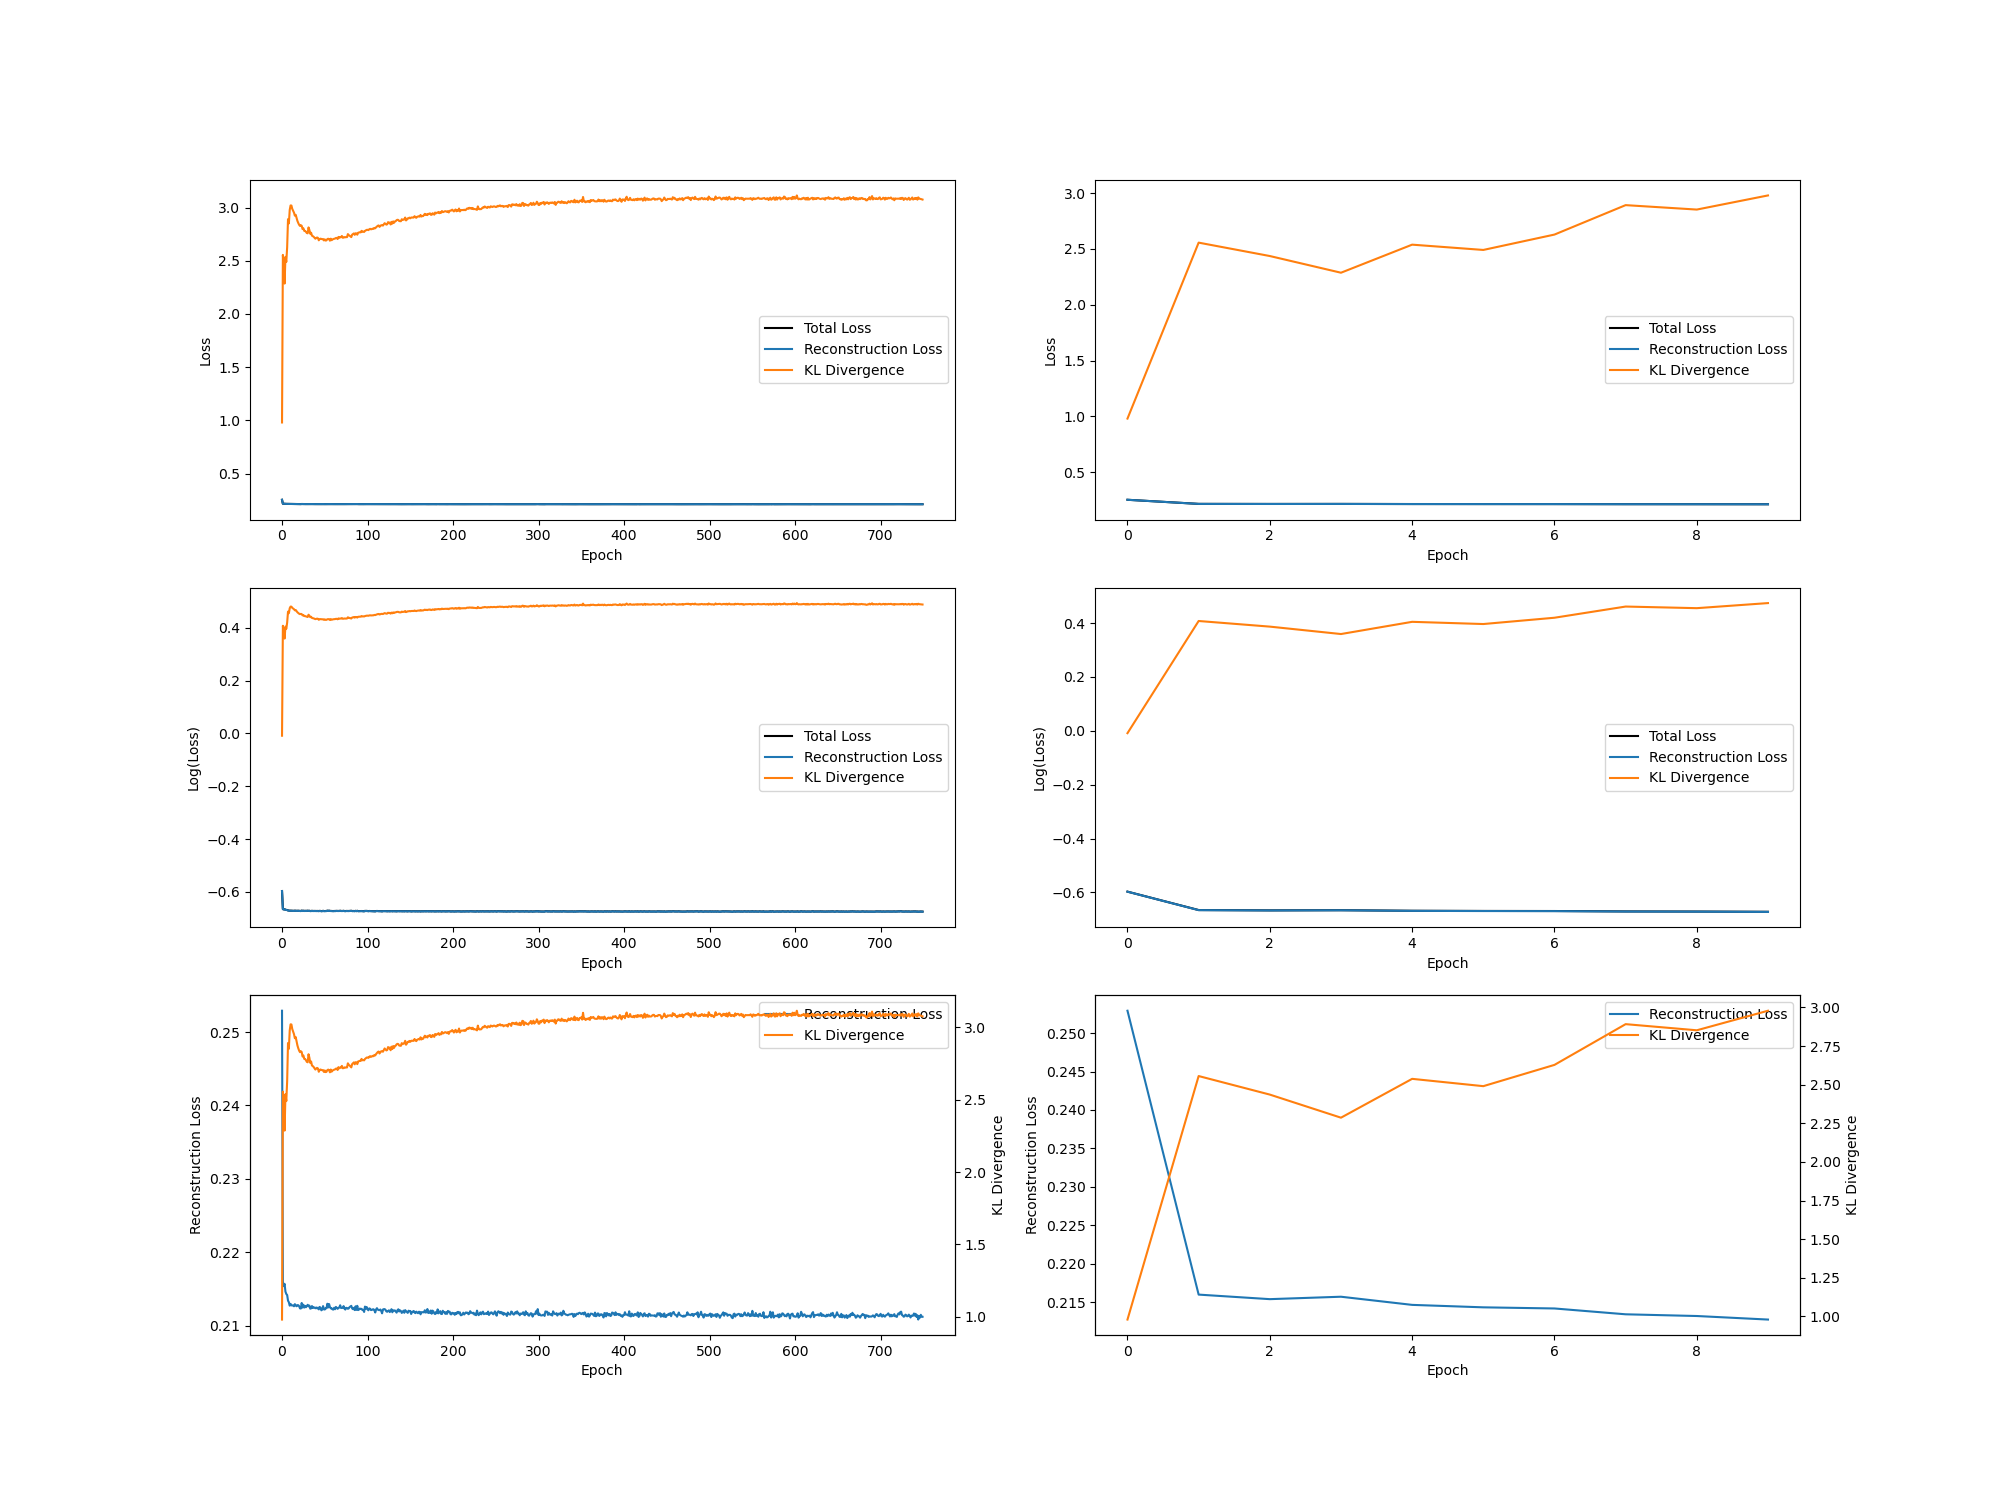 3.0
2.5
2.0
1.5
1.0
0.5
Loss
Total Loss
Reconstruction Loss
KL Divergence
0 100 200 300 400 500 600 700
Epoch
3.0
2.5
2.0
1.5
1.0
0.5
Loss
Total Loss
Reconstruction Loss
KL Divergence
0 2 4 6 8
Epoch
0.4
0.2
0.0
−0.2
−0.4
−0.6
Log(Loss)
Total Loss
Reconstruction Loss
KL Divergence
0 100 200 300 400 500 600 700
Epoch
0.4
0.2
0.0
−0.2
−0.4
−0.6
Log(Loss)
Total Loss
Reconstruction Loss
KL Divergence
0 2 4 6 8
Epoch
0.25
0.24
0.23
0.22
0.21
Reconstruction Loss
Reconstruction Loss
KL Divergence
3.0
2.5
2.0
1.5
1.0
KL Divergence
0 100 200 300 400 500 600 700
Epoch
0.250
0.245
0.240
0.235
0.230
0.225
0.220
0.215
Reconstruction Loss
Reconstruction Loss
KL Divergence
3.00
2.75
2.50
2.25
2.00
1.75
1.50
1.25
1.00
KL Divergence
0 2 4 6 8
Epoch